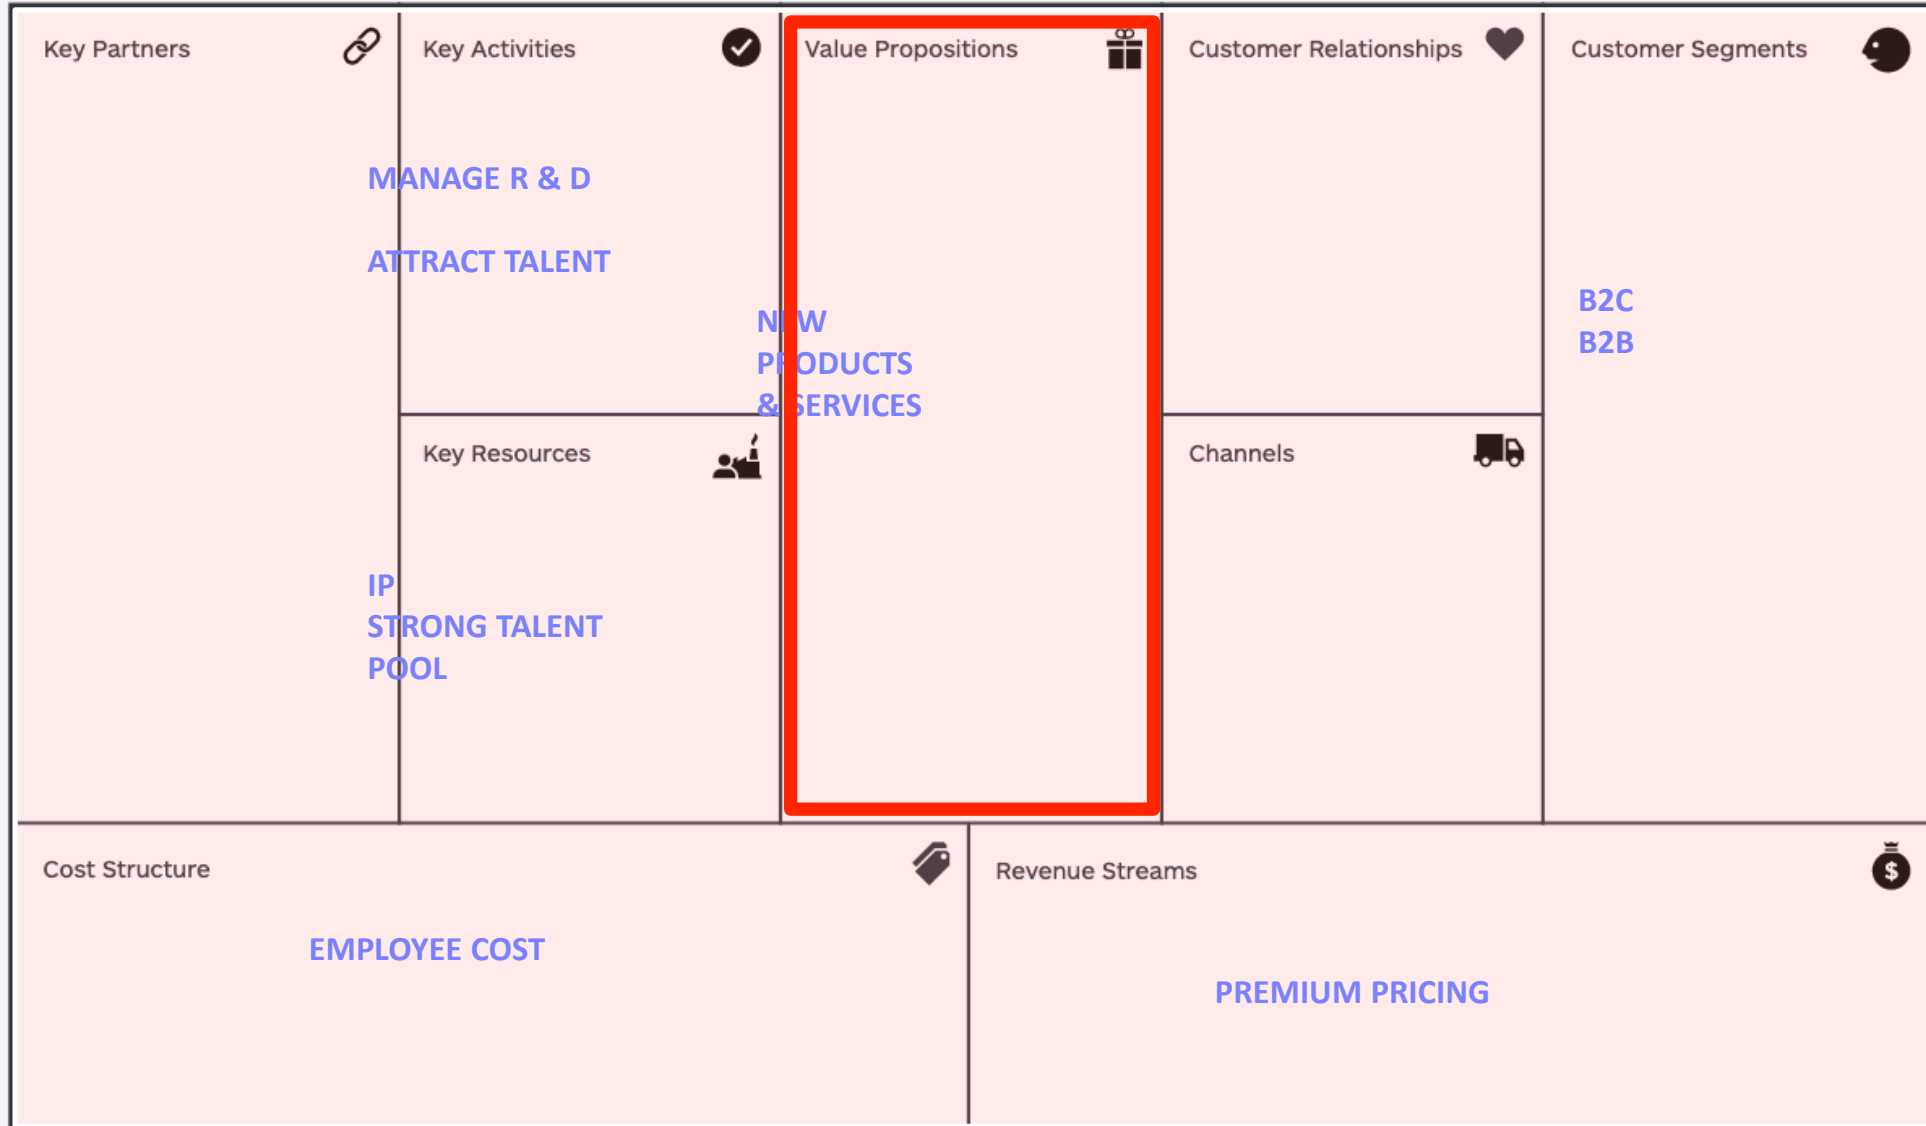 Key Partners
Key Activities
MANAGE R & D
ATTRACT TALENT
Key Resources
IP
STRONG TALENT
POOL
Value Propositions
NEW
PRODUCTS
& SERVICES
Customer Relationships
Channels
Customer Segments
B2C
B2B
Cost Structure
EMPLOYEE COST
Revenue Streams
$
PREMIUM PRICING